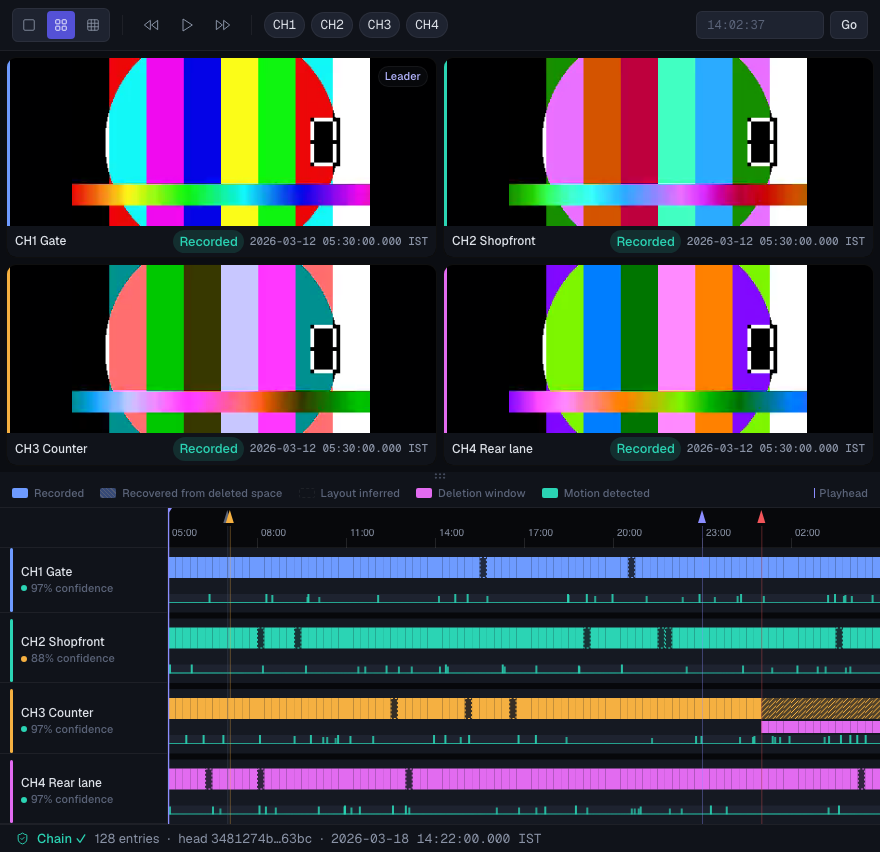 CH1 CH2 CH3 CH4 14:02:37 Go
Leader
CH1 Gate Recorded 2026-03-12 05:30:00.000 IST
CH2 Shopfront Recorded 2026-03-12 05:30:00.000 IST
CH3 Counter Recorded 2026-03-12 05:30:00.000 IST
CH4 Rear lane Recorded 2026-03-12 05:30:00.000 IST
Recorded Recovered from deleted space Layout inferred Deletion window Motion detected Playhead
05:00 08:00 11:00 14:00 17:00 20:00 23:00 02:00
CH1 Gate
97% confidence
CH2 Shopfront
88% confidence
CH3 Counter
97% confidence
CH4 Rear lane
97% confidence
Chain ✓ 128 entries · head 3481274b…63bc · 2026-03-18 14:22:00.000 IST